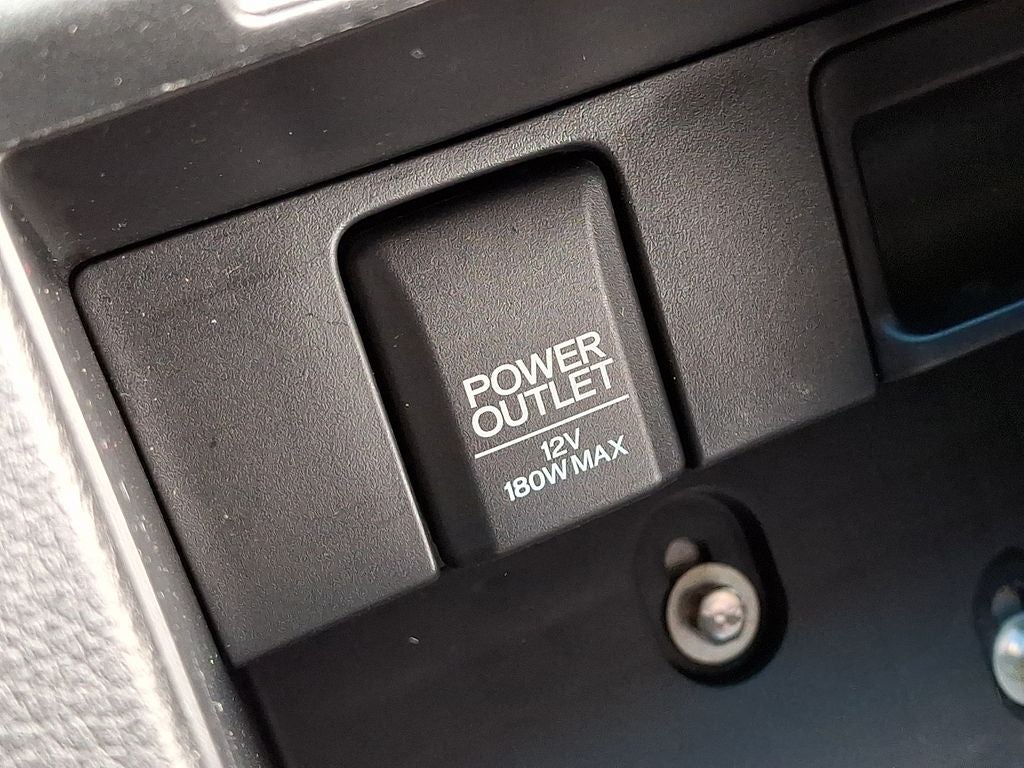 POWER
OUTLET
12V
180W MAX